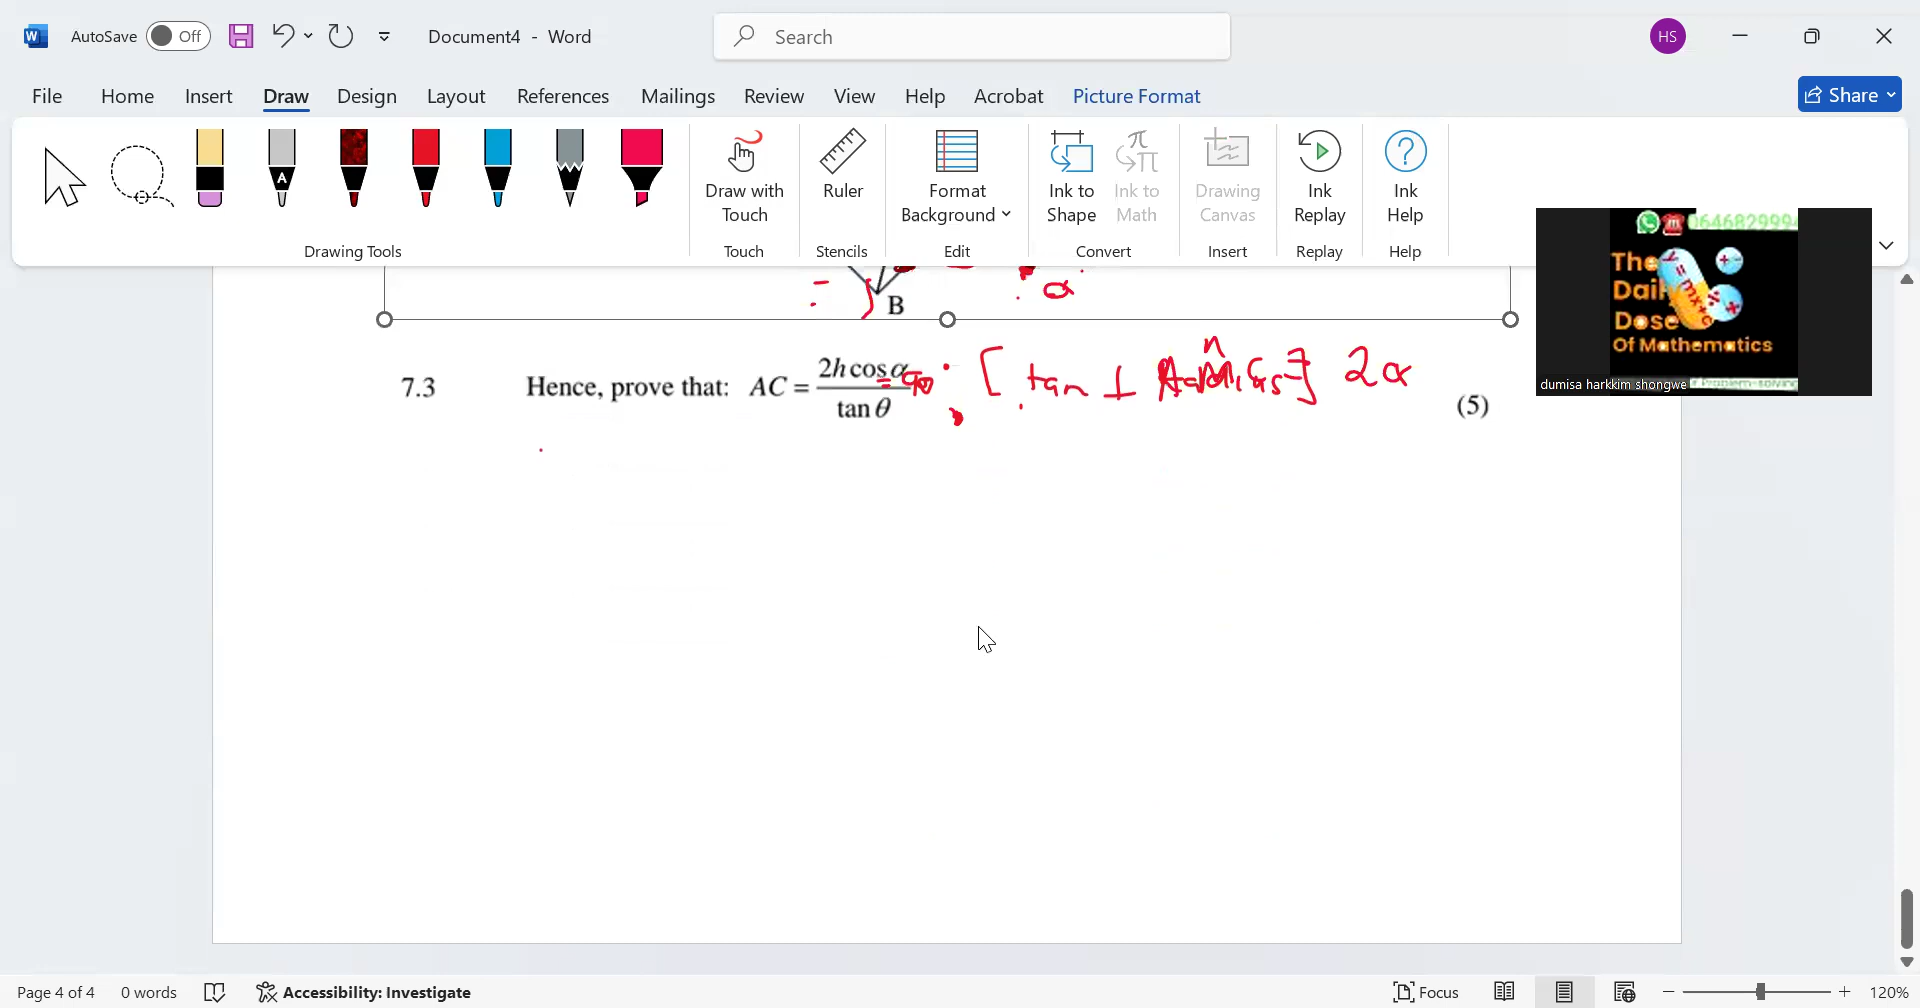 AutoSave Off Document4 - Word Search HS
File Home Insert Draw Design Layout References Mailings Review View Help Acrobat Picture Format Share
A
Draw with Touch Ruler Format Background Ink to Shape Ink to Math Drawing Canvas Ink Replay Ink Help
Drawing Tools Touch Stencils Edit Convert Insert Replay Help
The
Daily
Dose
Of Mathematics
y = mx +
dumisa harkkim shongwe
= B α
7.3 Hence, prove that: AC = 2h cos α / tan θ = 90 [ tan ⊥ ] 2α
(5)
Page 4 of 4 0 words Accessibility: Investigate Focus 120%